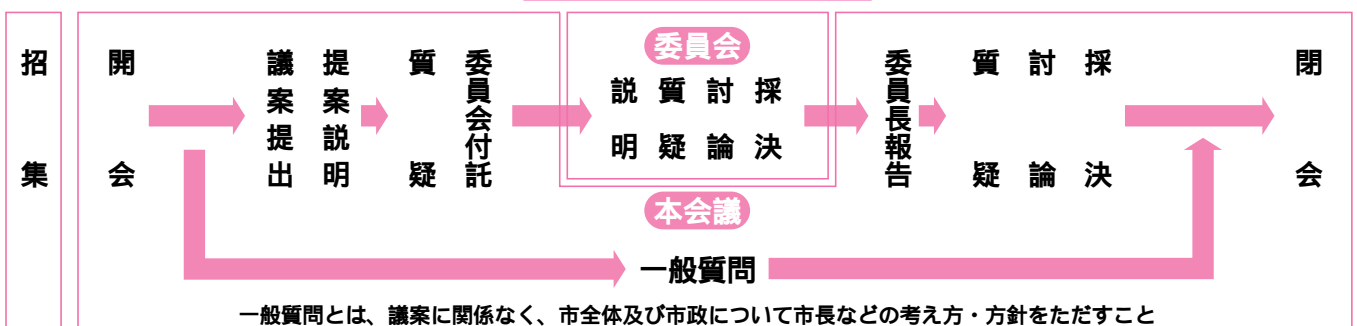 招集
開会
議案提出
提案説明
質疑
委員会付託
委員会
説明
質疑
討論
採決
委員長報告
質疑
討論
採決
閉会
本会議
一般質問
一般質問とは、議案に関係なく、市全体及び市政について市長などの考え方・方針をただすこと